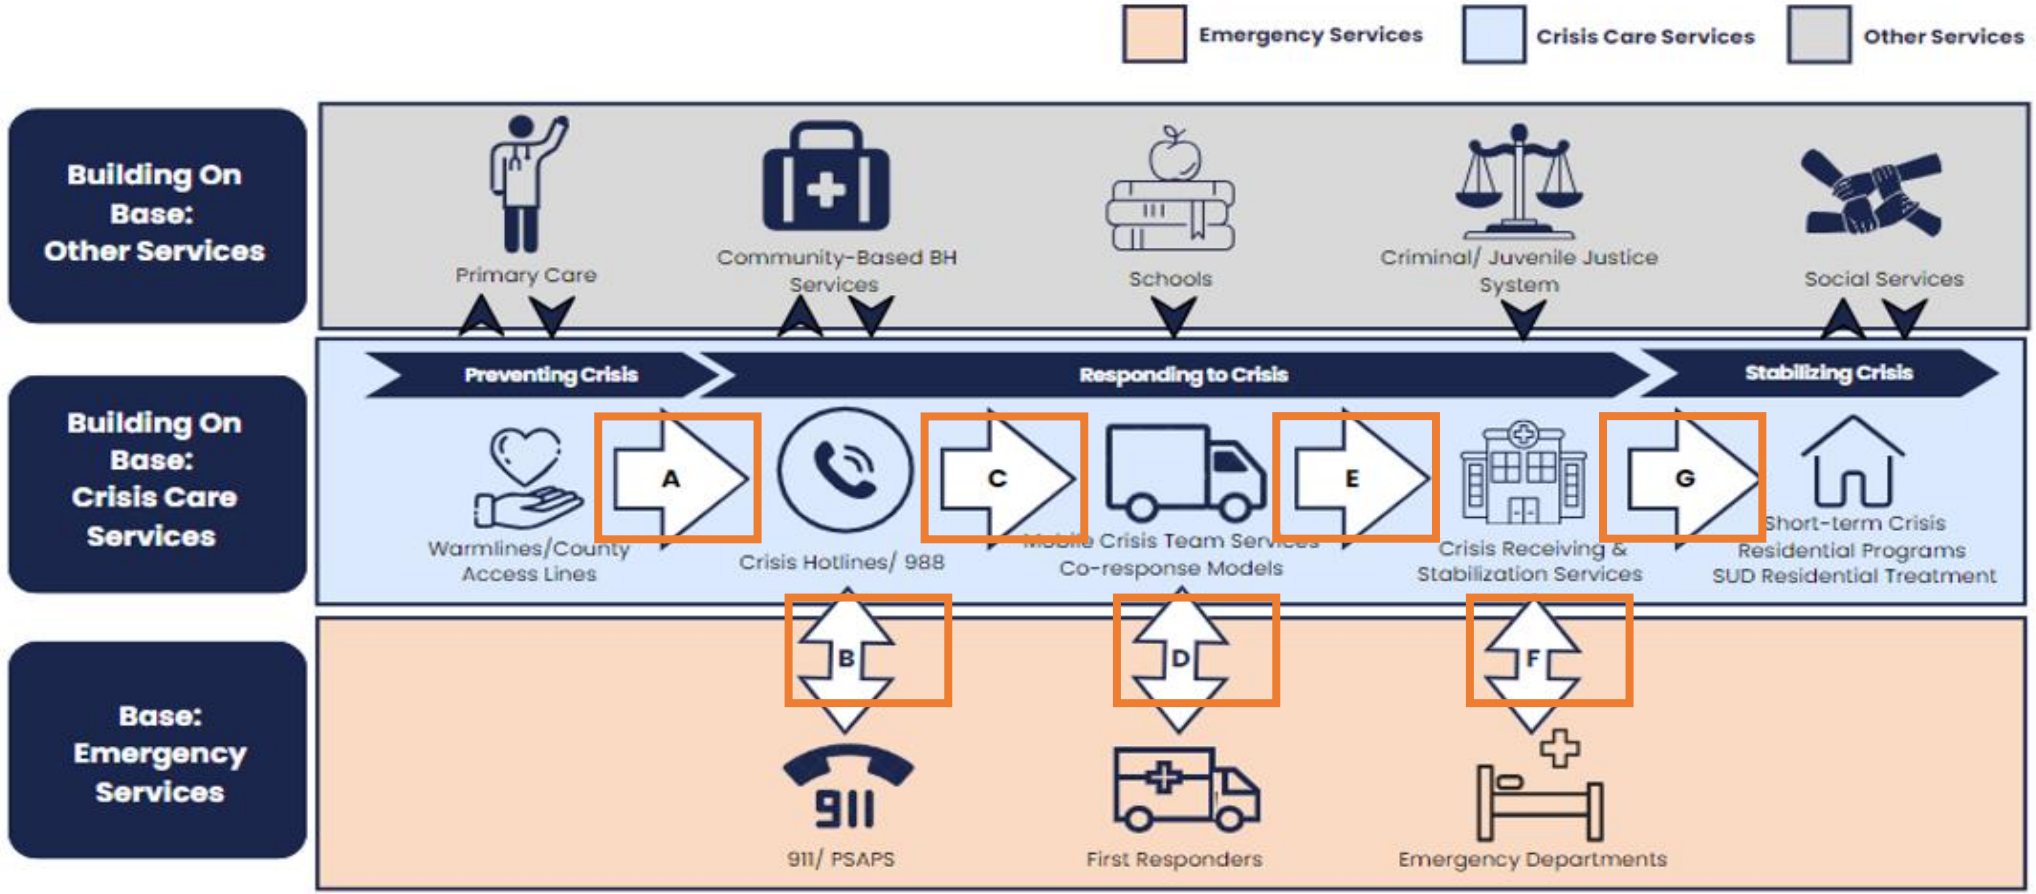 Emergency Services
Crisis Care Services
Other Services
Building On
Base:
Other Services
Primary Care
Community-Based BH
Services
Schools
Criminal/ Juvenile Justice
System
Social Services
Building On
Base:
Crisis Care
Services
Preventing Crisis
Responding to Crisis
Stabilizing Crisis
A
C
E
G
Warmlines/County
Access Lines
Crisis Hotlines/ 988
Mobile Crisis Team Services
Co-response Models
Crisis Receiving &
Stabilization Services
Short-term Crisis
Residential Programs
SUD Residential Treatment
Base:
Emergency
Services
B
D
F
911
911/ PSAPS
First Responders
Emergency Departments